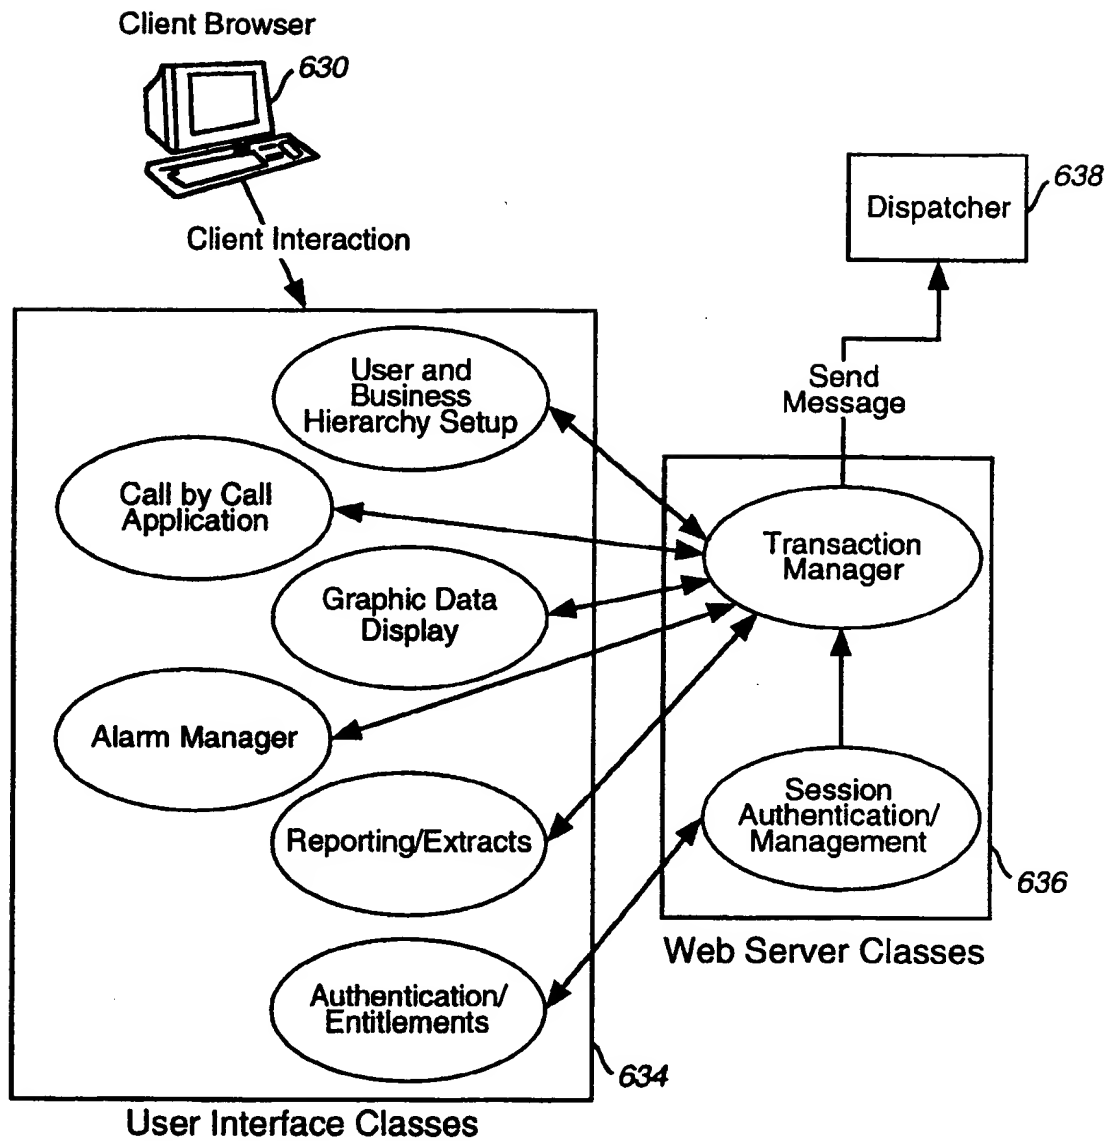 Client Browser
630
638
Dispatcher
Client Interaction
User and
Business
Hierarchy Setup
Send
Message
Call by Call
Application
Transaction
Manager
Graphic Data
Display
Alarm Manager
Session
Authentication/
Management
Reporting/Extracts
636
Web Server Classes
Authentication/
Entitlements
634
User Interface Classes